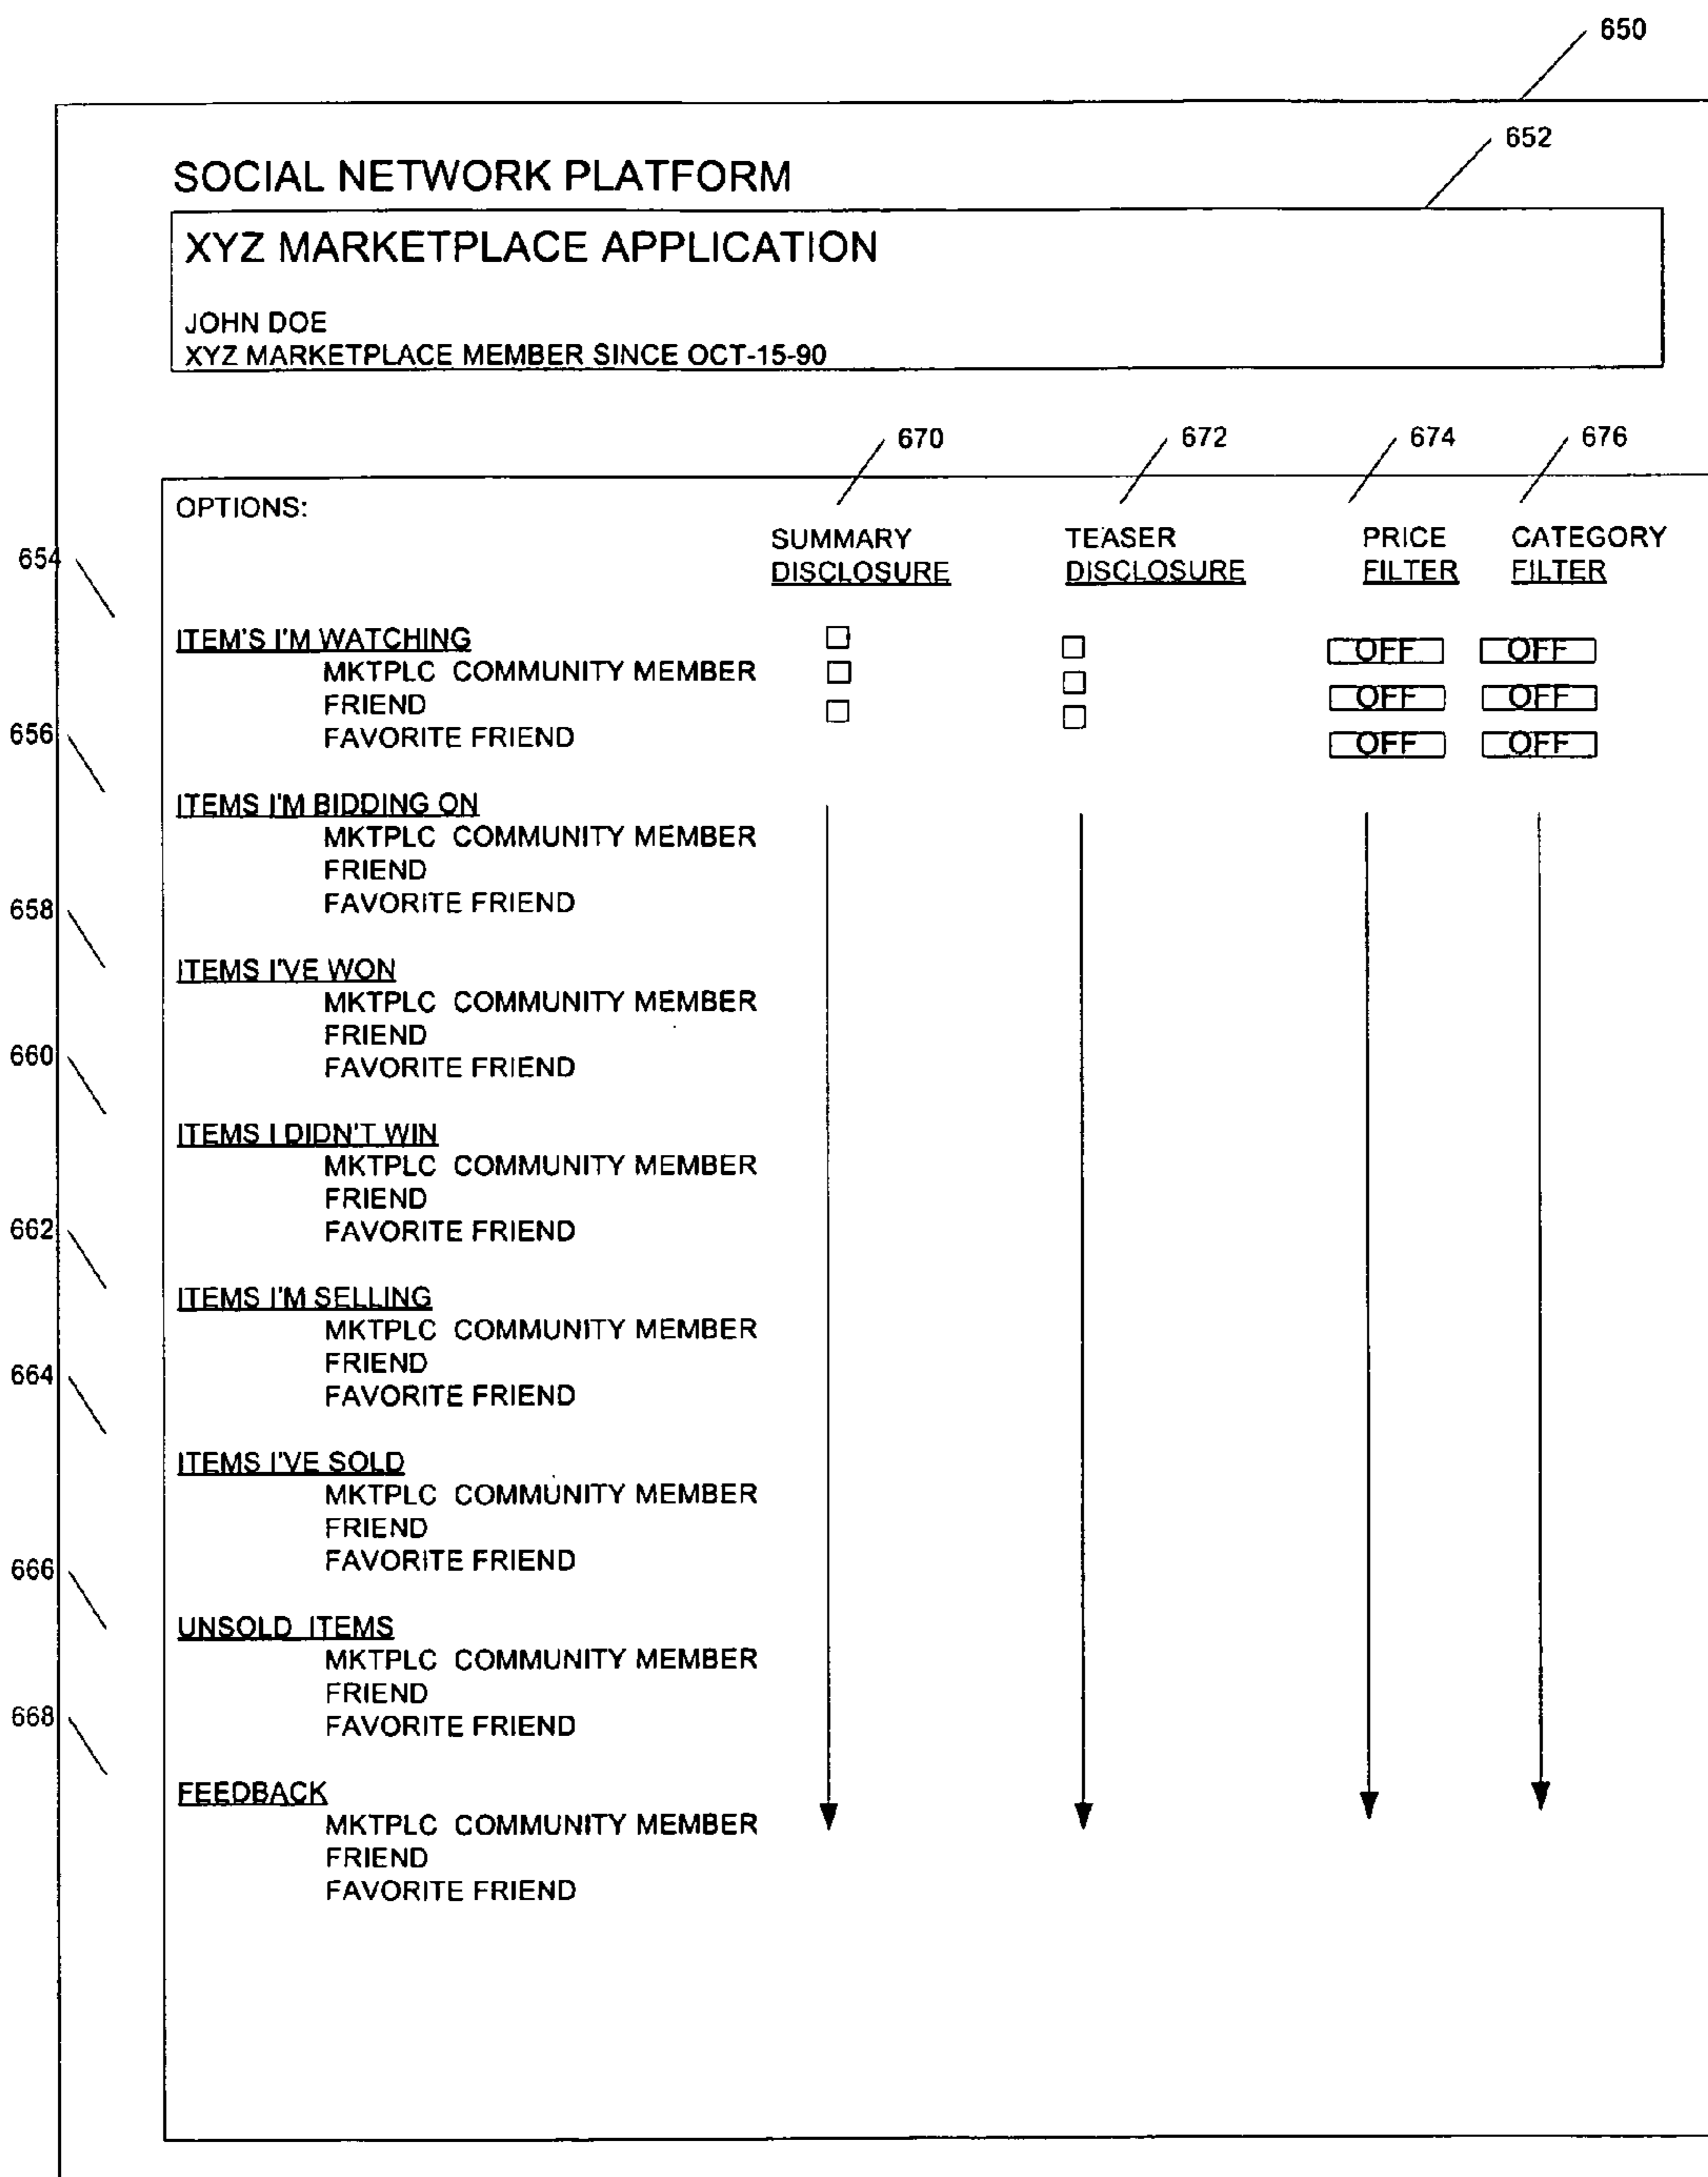 650
652
SOCIAL NETWORK PLATFORM
XYZ MARKETPLACE APPLICATION
JOHN DOE
XYZ MARKETPLACE MEMBER SINCE OCT-15-90
670 672 674 676
OPTIONS:
SUMMARY TEASER PRICE CATEGORY
DISCLOSURE DISCLOSURE FILTER FILTER
654
ITEM'S I'M WATCHING OFF OFF
MKTPLC COMMUNITY MEMBER
FRIEND OFF OFF
656
FAVORITE FRIEND OFF OFF
ITEMS I'M BIDDING ON
MKTPLC COMMUNITY MEMBER
FRIEND
FAVORITE FRIEND
658
ITEMS I'VE WON
MKTPLC COMMUNITY MEMBER
FRIEND
660
FAVORITE FRIEND
ITEMS I DIDN'T WIN
MKTPLC COMMUNITY MEMBER
FRIEND
662
FAVORITE FRIEND
ITEMS I'M SELLING
MKTPLC COMMUNITY MEMBER
FRIEND
664
FAVORITE FRIEND
ITEMS I'VE SOLD
MKTPLC COMMUNITY MEMBER
FRIEND
FAVORITE FRIEND
666
UNSOLD ITEMS
MKTPLC COMMUNITY MEMBER
FRIEND
668
FAVORITE FRIEND
FEEDBACK
MKTPLC COMMUNITY MEMBER
FRIEND
FAVORITE FRIEND